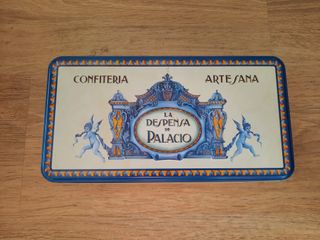 CONFITERIA ARTESANA
LA
DESPENSA
DE
PALACIO